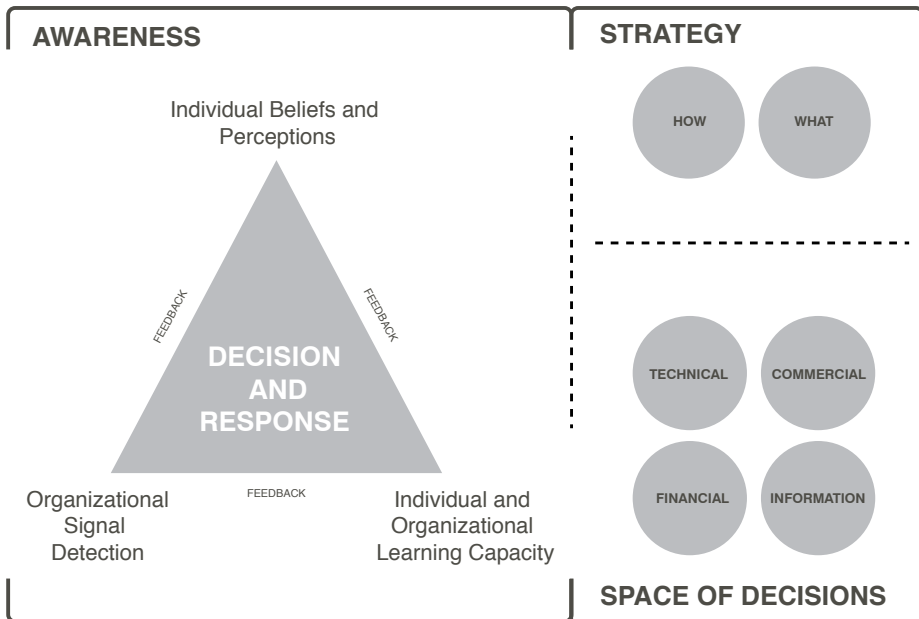 AWARENESS
Individual Beliefs and
Perceptions
FEEDBACK
FEEDBACK
DECISION
AND
RESPONSE
FEEDBACK
Organizational
Signal
Detection
Individual and
Organizational
Learning Capacity
STRATEGY
HOW
WHAT
TECHNICAL
COMMERCIAL
FINANCIAL
INFORMATION
SPACE OF DECISIONS